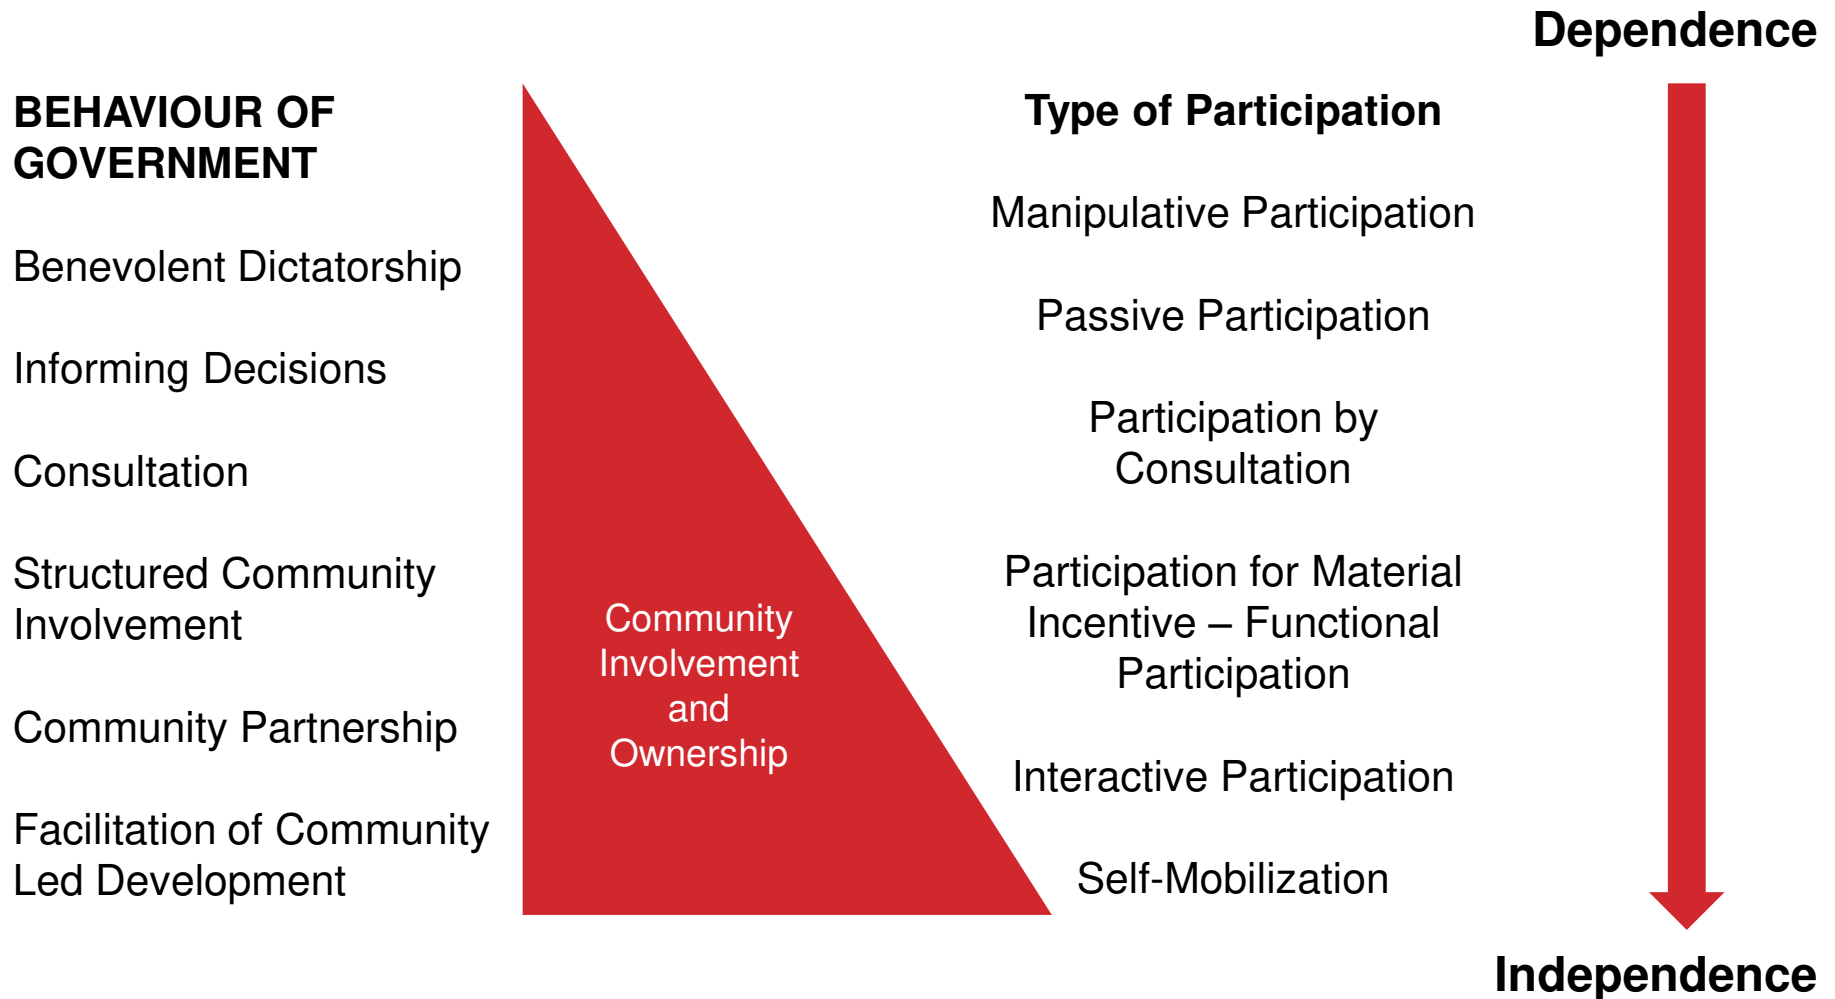 Dependence
BEHAVIOUR OF
GOVERNMENT
Benevolent Dictatorship
Informing Decisions
Consultation
Structured Community
Involvement
Community Partnership
Facilitation of Community
Led Development
Community
Involvement
and
Ownership
Type of Participation
Manipulative Participation
Passive Participation
Participation by
Consultation
Participation for Material
Incentive – Functional
Participation
Interactive Participation
Self-Mobilization
Independence